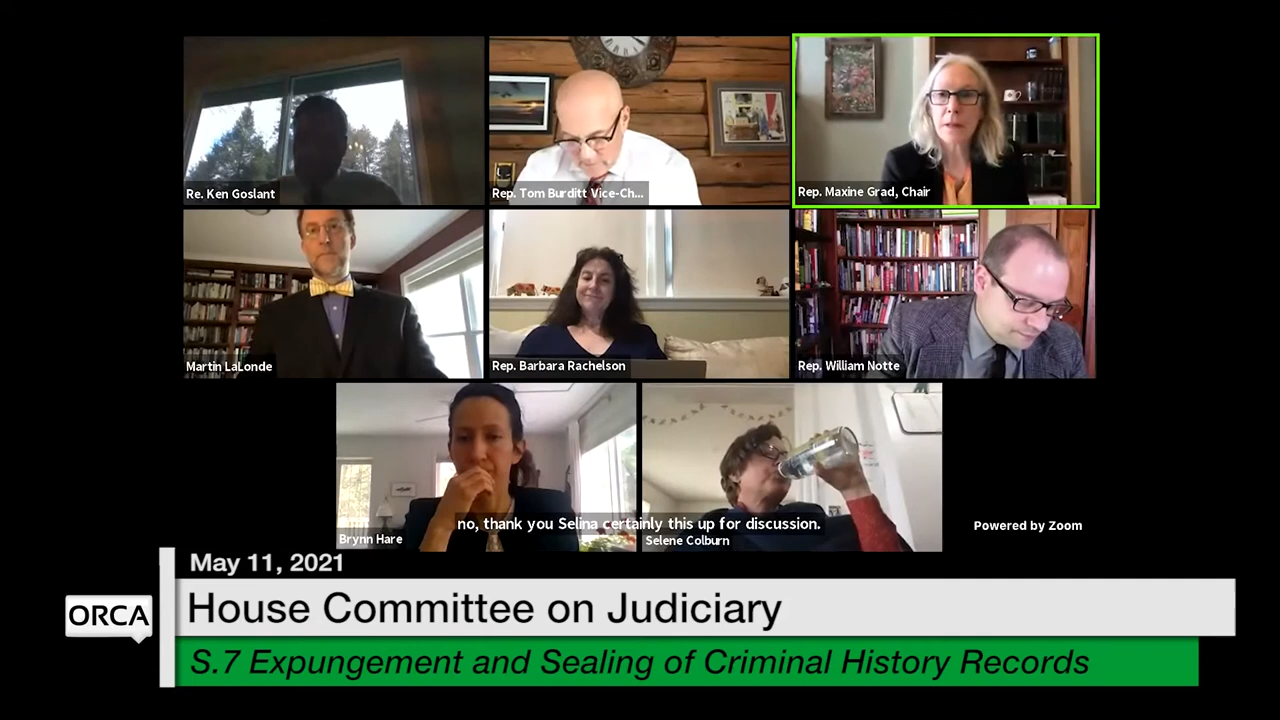 Re. Ken Goslant
Rep. Tom Burditt Vice-Ch...
Rep. Maxine Grad, Chair
Martin LaLonde
Rep. Barbara Rachelson
Rep. William Notte
no, thank you Selina certainly this up for discussion.
Brynn Hare
Selene Colburn
Powered by Zoom
May 11, 2021
ORCA
House Committee on Judiciary
S.7 Expungement and Sealing of Criminal History Records